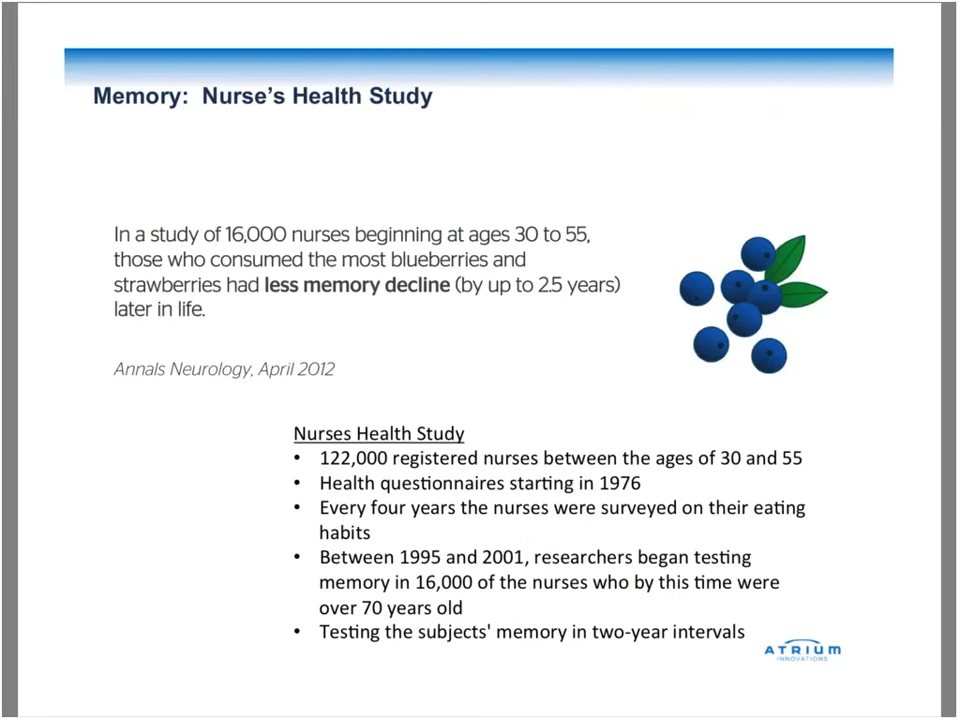 Memory:  Nurse's Health Study
In a study of 16,000 nurses beginning at ages 30 to 55,
those who consumed the most blueberries and
strawberries had less memory decline (by up to 2.5 years)
later in life.
Annals Neurology, April 2012
Nurses Health Study
• 122,000 registered nurses between the ages of 30 and 55
• Health questionnaires starting in 1976
• Every four years the nurses were surveyed on their eating
habits
• Between 1995 and 2001, researchers began testing
memory in 16,000 of the nurses who by this time were
over 70 years old
• Testing the subjects' memory in two-year intervals
ATRIUM
INNOVATIONS